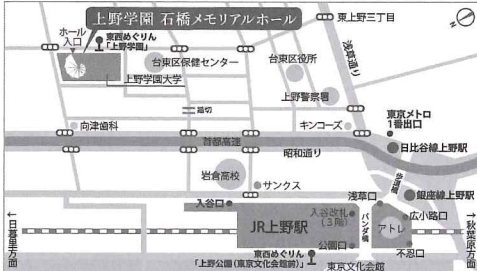 上野学園 石橋メモリアルホール
東上野三丁目
N
ホール
入口
東西めぐりん
「上野学園」
台東区保健センター
上野学園大学
台東区役所
浅草通り
上野警察署
踏切
向津歯科
首都高速
昭和通り
キンコーズ
東京メトロ
1番出口
日比谷線上野駅
岩倉高校
サンクス
歩道橋
銀座線上野駅
入谷口
浅草口
入谷改札
(3階)
パンダ橋
広小路口
アトレ
JR上野駅
←日暮里方面
→秋葉原方面
公園口
不忍口
東西めぐりん
「上野公園(東京文化会館前)」
東京文化会館